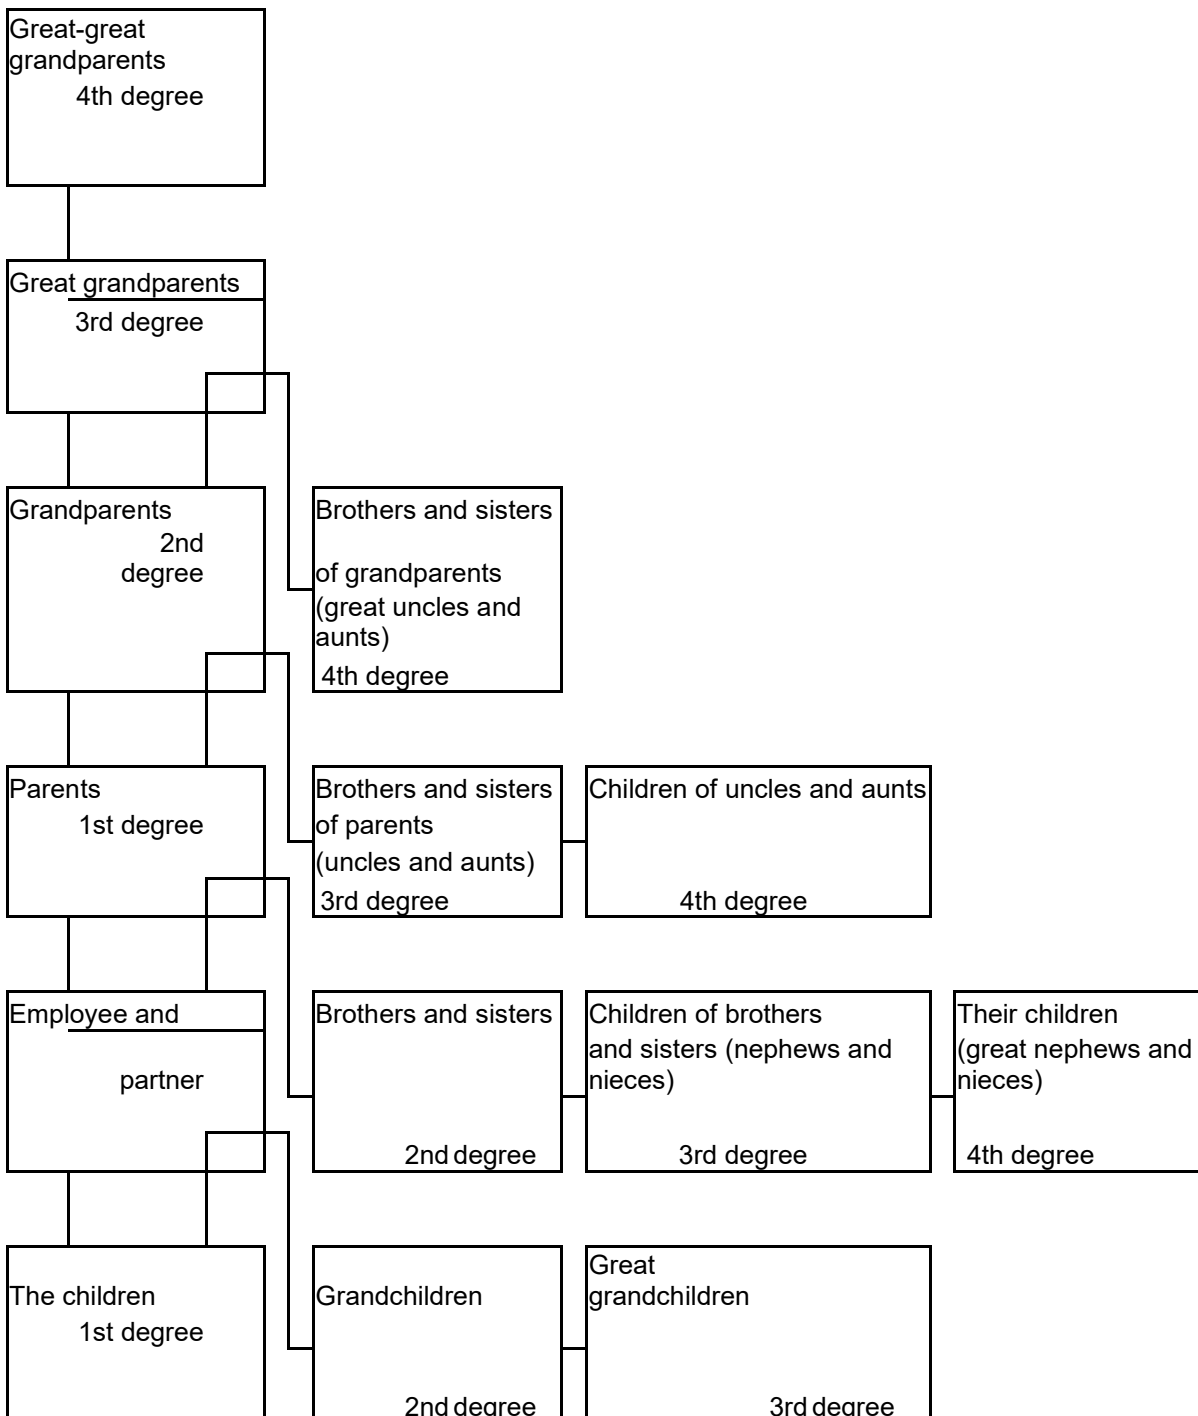 Great-great
grandparents
4th degree
Great grandparents
3rd degree
Grandparents
2nd
degree
Brothers and sisters
of grandparents
(great uncles and
aunts)
4th degree
Parents
1st degree
Brothers and sisters
of parents
(uncles and aunts)
3rd degree
Children of uncles and aunts
4th degree
Employee and
partner
Brothers and sisters
2nd degree
Children of brothers
and sisters (nephews and
nieces)
3rd degree
Their children
(great nephews and
nieces)
4th degree
The children
1st degree
Grandchildren
2nd degree
Great
grandchildren
3rd degree